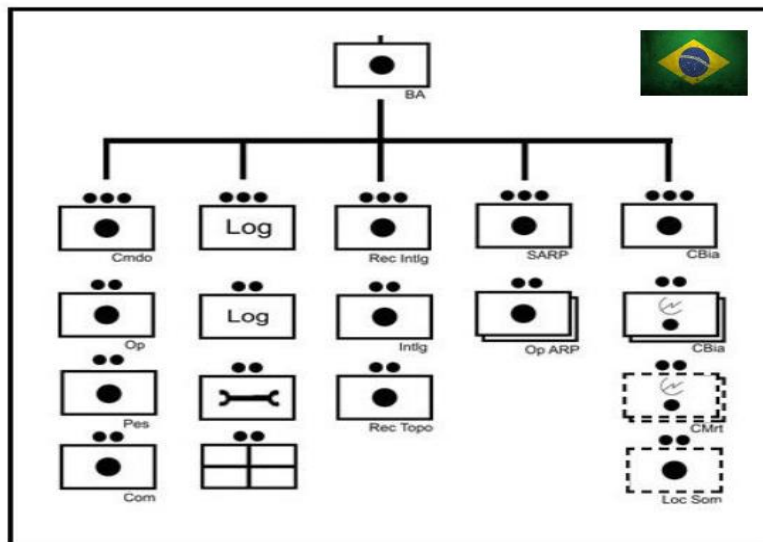 BA
Cmdo
Log
Rec Intlg
SARP
CBia
Op
Log
Intlg
Op ARP
CBia
Pes
Rec Topo
CMrt
Com
Loc Som